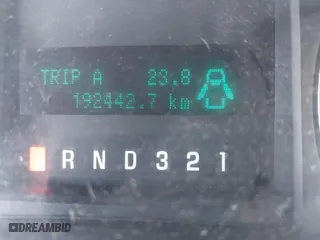 TRIP A 23.8
192442.7 km
R N D 3 2 1
DREAMBID